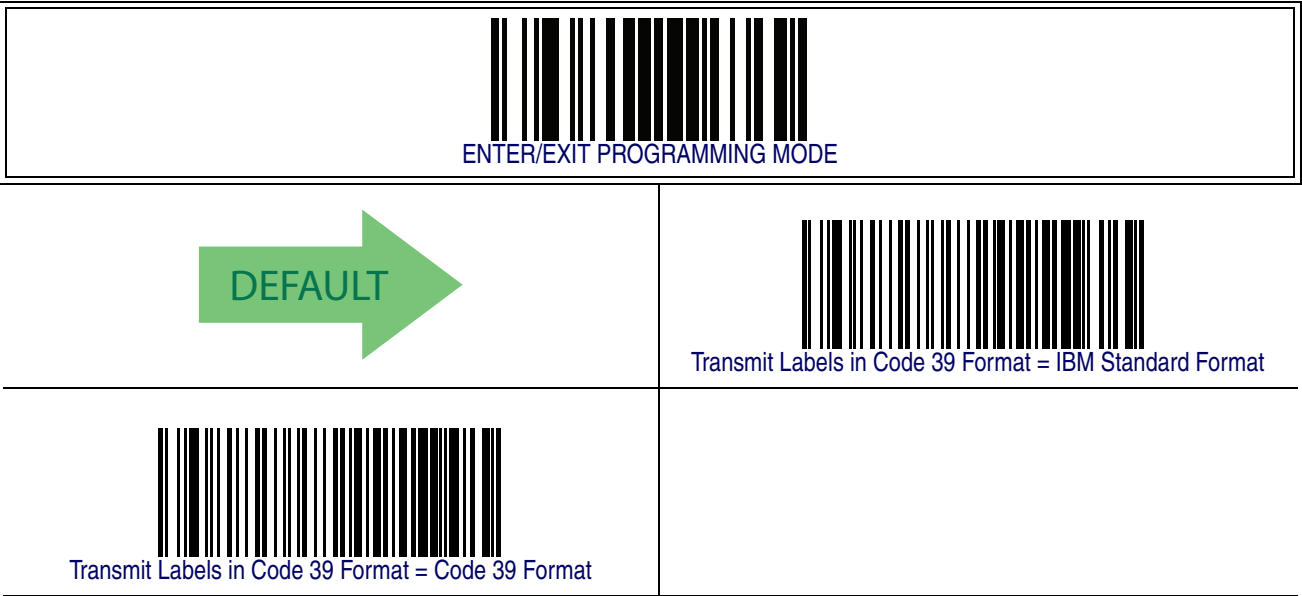 ENTER/EXIT PROGRAMMING MODE
DEFAULT
Transmit Labels in Code 39 Format = IBM Standard Format
Transmit Labels in Code 39 Format = Code 39 Format